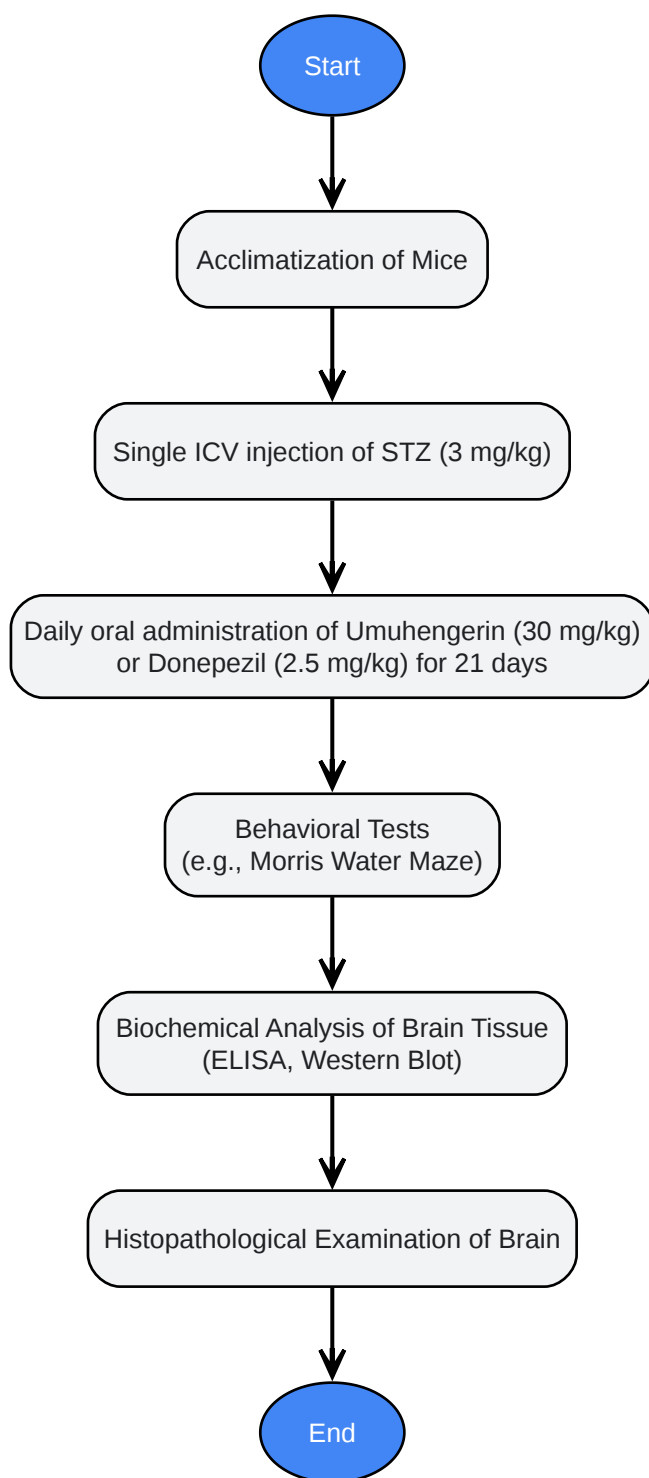 Start
Acclimatization of Mice
Single ICV injection of STZ (3 mg/kg)
Daily oral administration of Umuhengerin (30 mg/kg)
or Donepezil (2.5 mg/kg) for 21 days
Behavioral Tests
(e.g., Morris Water Maze)
Biochemical Analysis of Brain Tissue
(ELISA, Western Blot)
Histopathological Examination of Brain
End